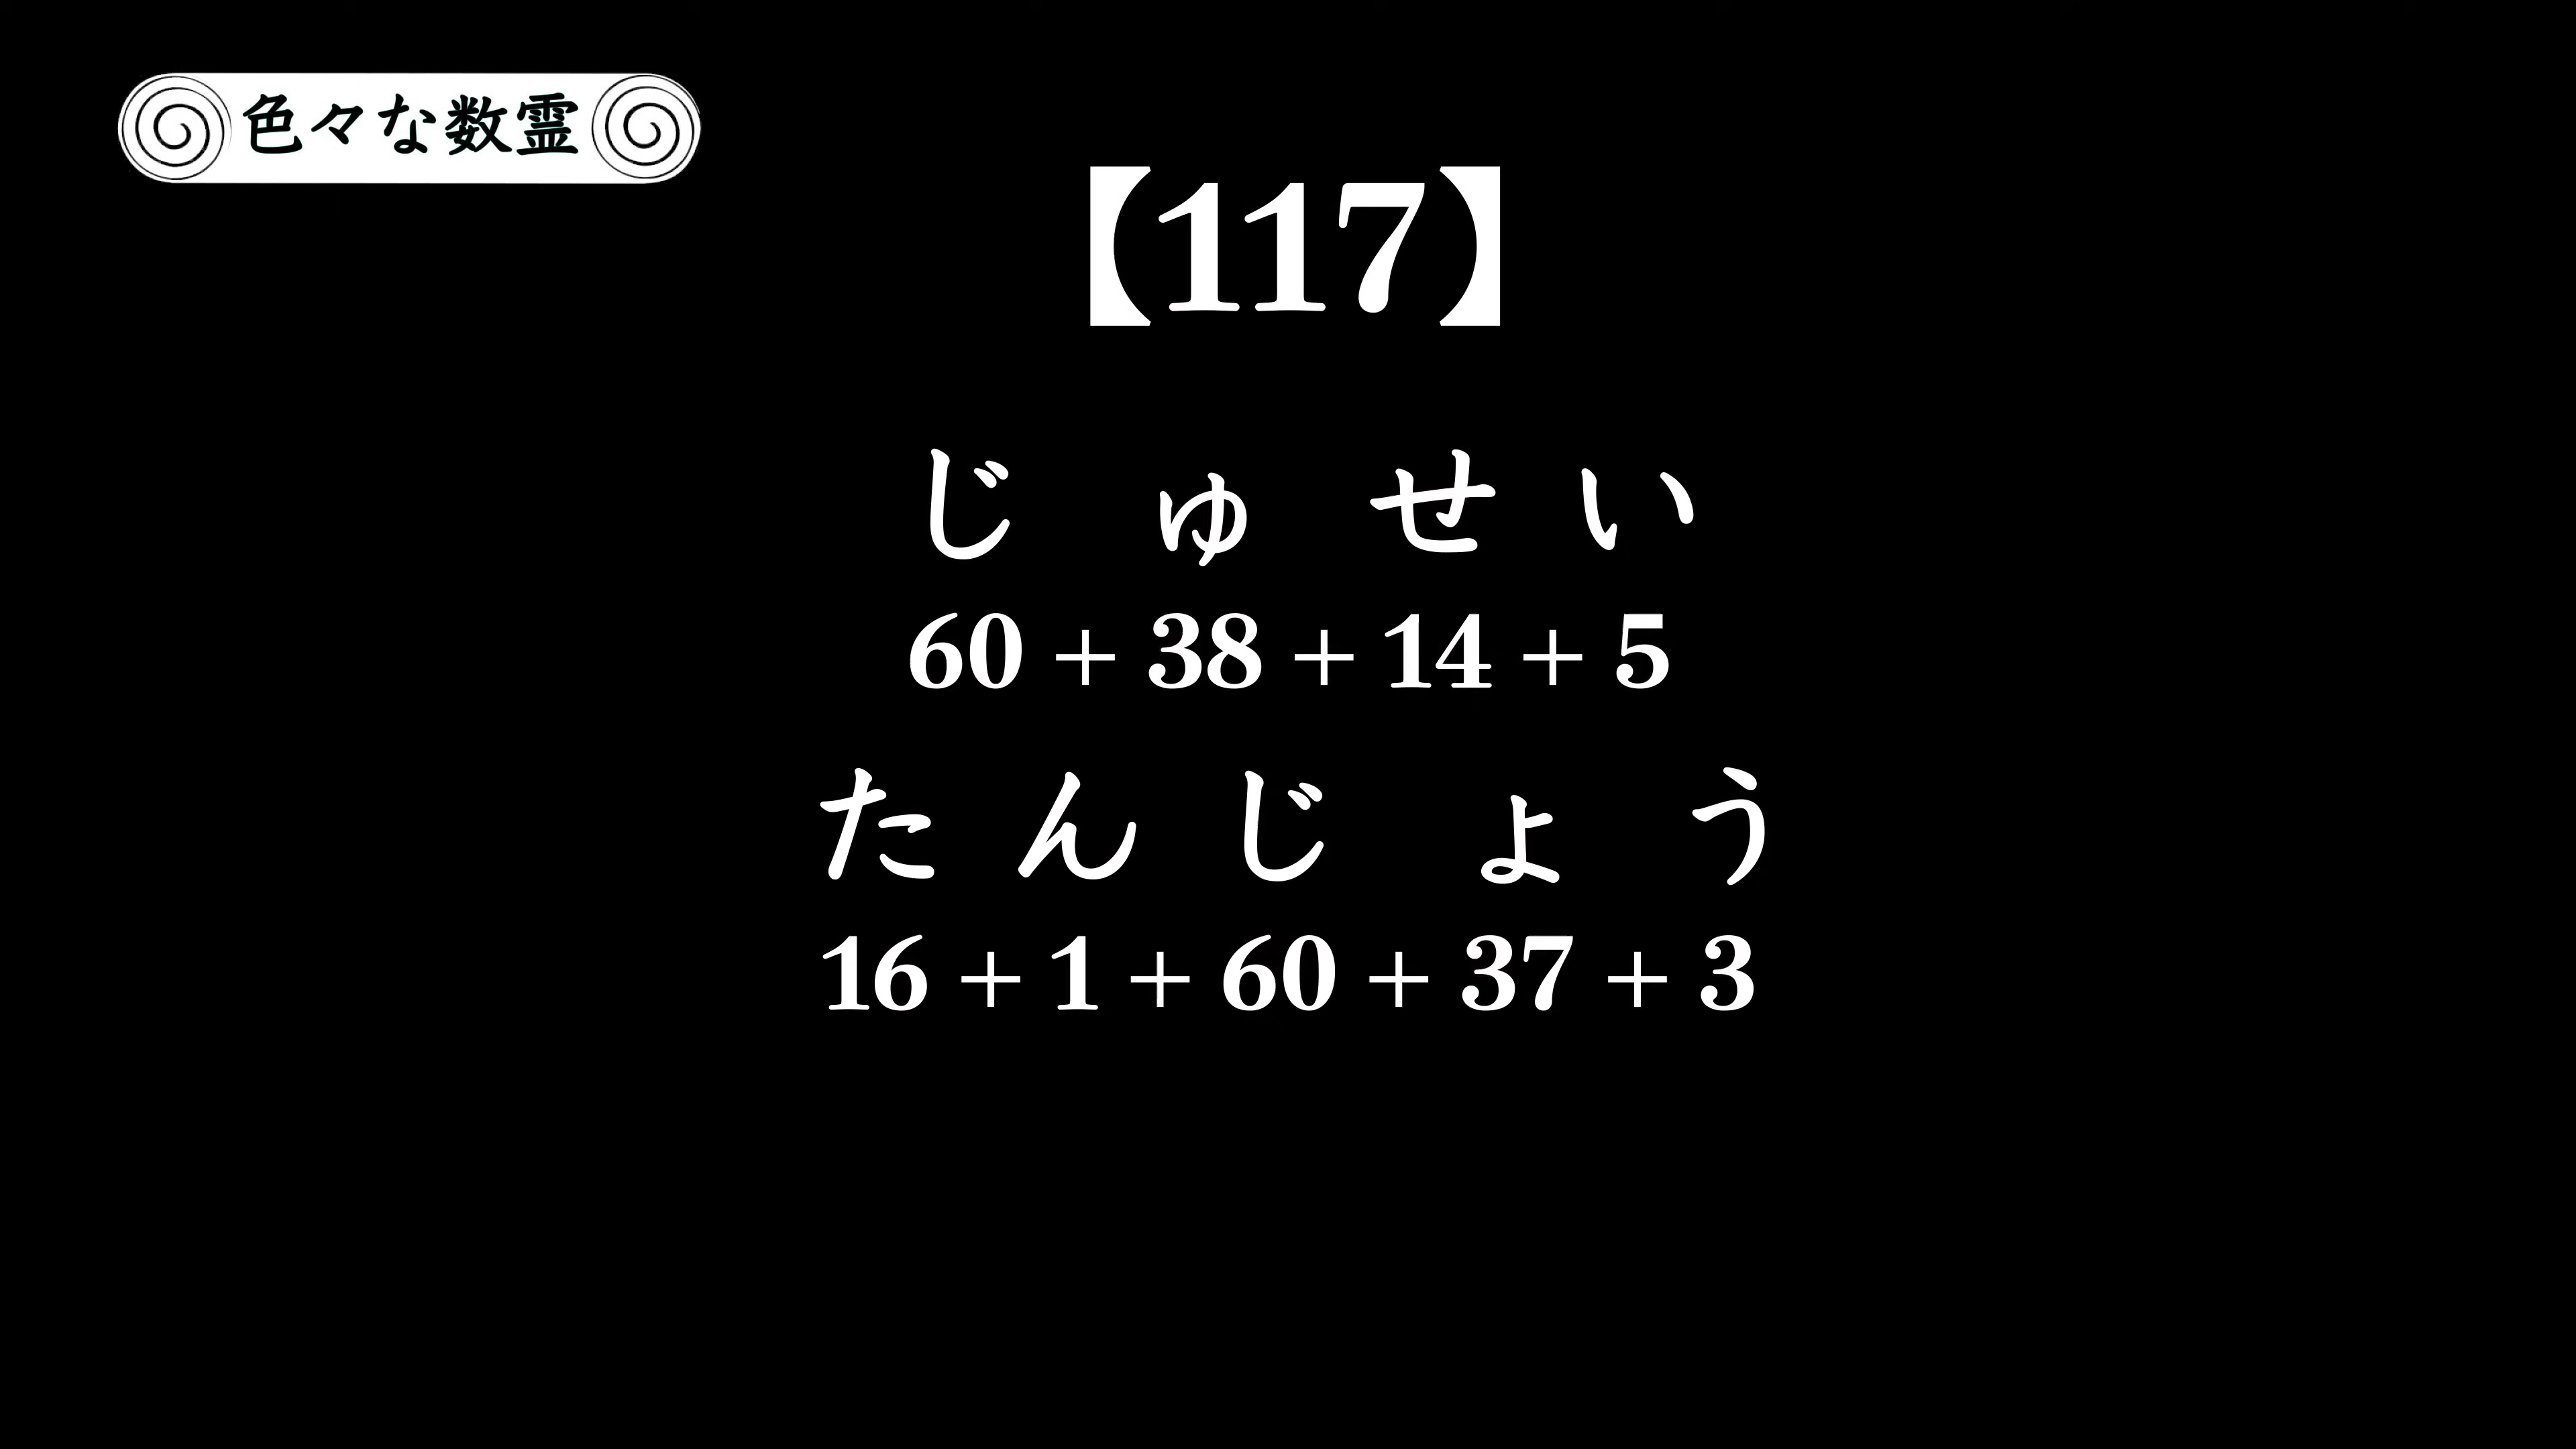 色々な数霊
【117】
じゅせい
60 + 38 + 14 + 5
たんじょう
16 + 1 + 60 + 37 + 3